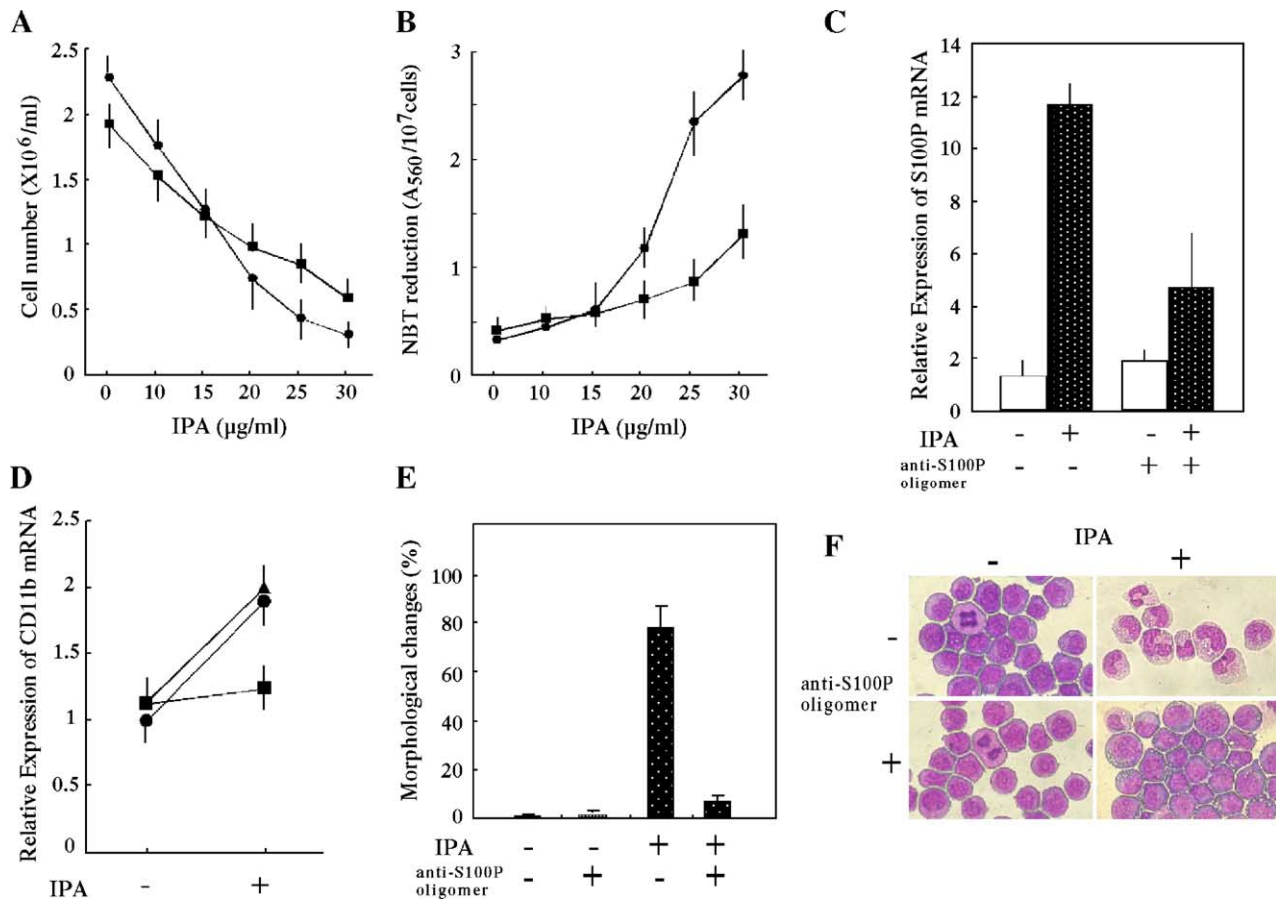 A
2.5
2
1.5
1
0.5
0
Cell number (X10⁶/ml)
0 10 15 20 25 30
IPA (µg/ml)
B
3
2
1
0
NBT reduction (A₅₆₀/10⁷cells)
0 10 15 20 25 30
IPA (µg/ml)
C
14
12
10
8
6
4
2
0
Relative Expression of S100P mRNA
IPA - + - +
anti-S100P - - + +
oligomer
D
2.5
2
1.5
1
0.5
0
Relative Expression of CD11b mRNA
IPA - +
E
100
80
60
40
20
0
Morphological changes (%)
IPA - - + +
anti-S100P - + - +
oligomer
F
IPA
- +
-
anti-S100P
oligomer
+